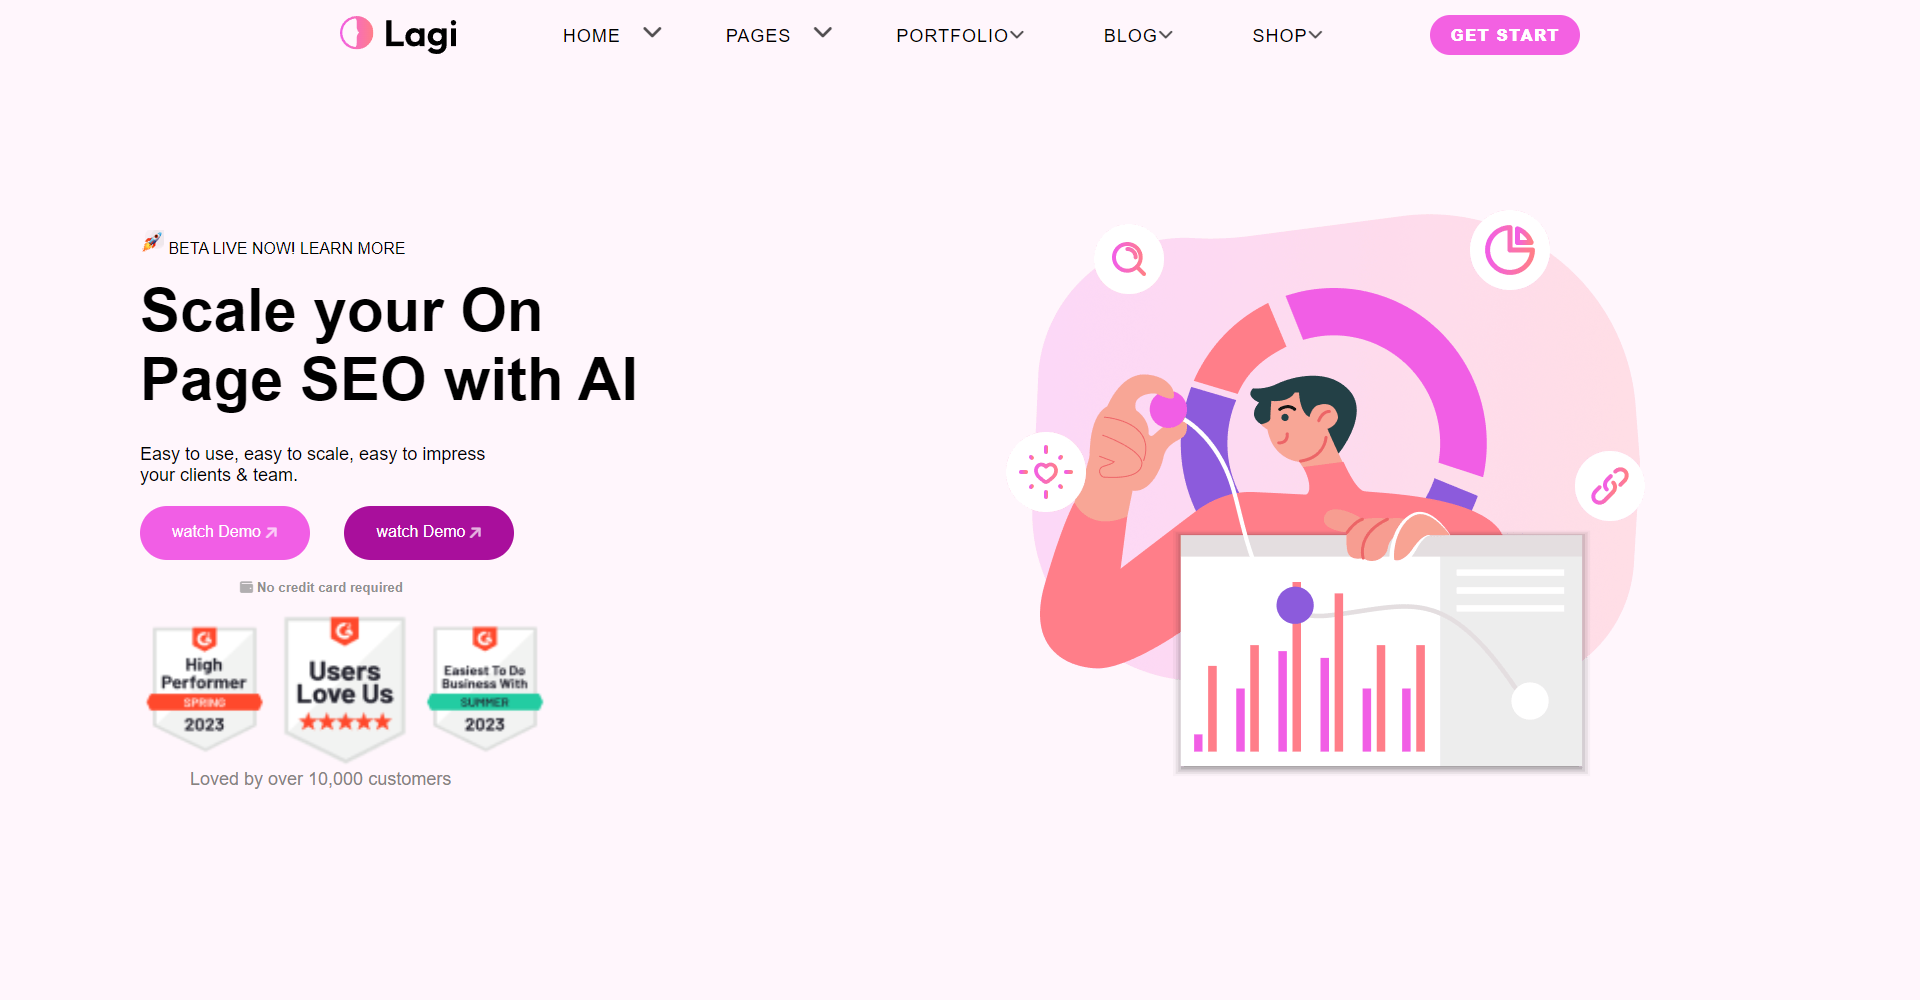 Lagi
HOME
PAGES
PORTFOLIO
BLOG
SHOP
GET START
BETA LIVE NOW! LEARN MORE
Scale your On
Page SEO with AI
Easy to use, easy to scale, easy to impress
your clients & team.
watch Demo
watch Demo
No credit card required
High
Performer
SPRING
2023
Users
Love Us
Easiest To Do
Business With
SUMMER
2023
Loved by over 10,000 customers